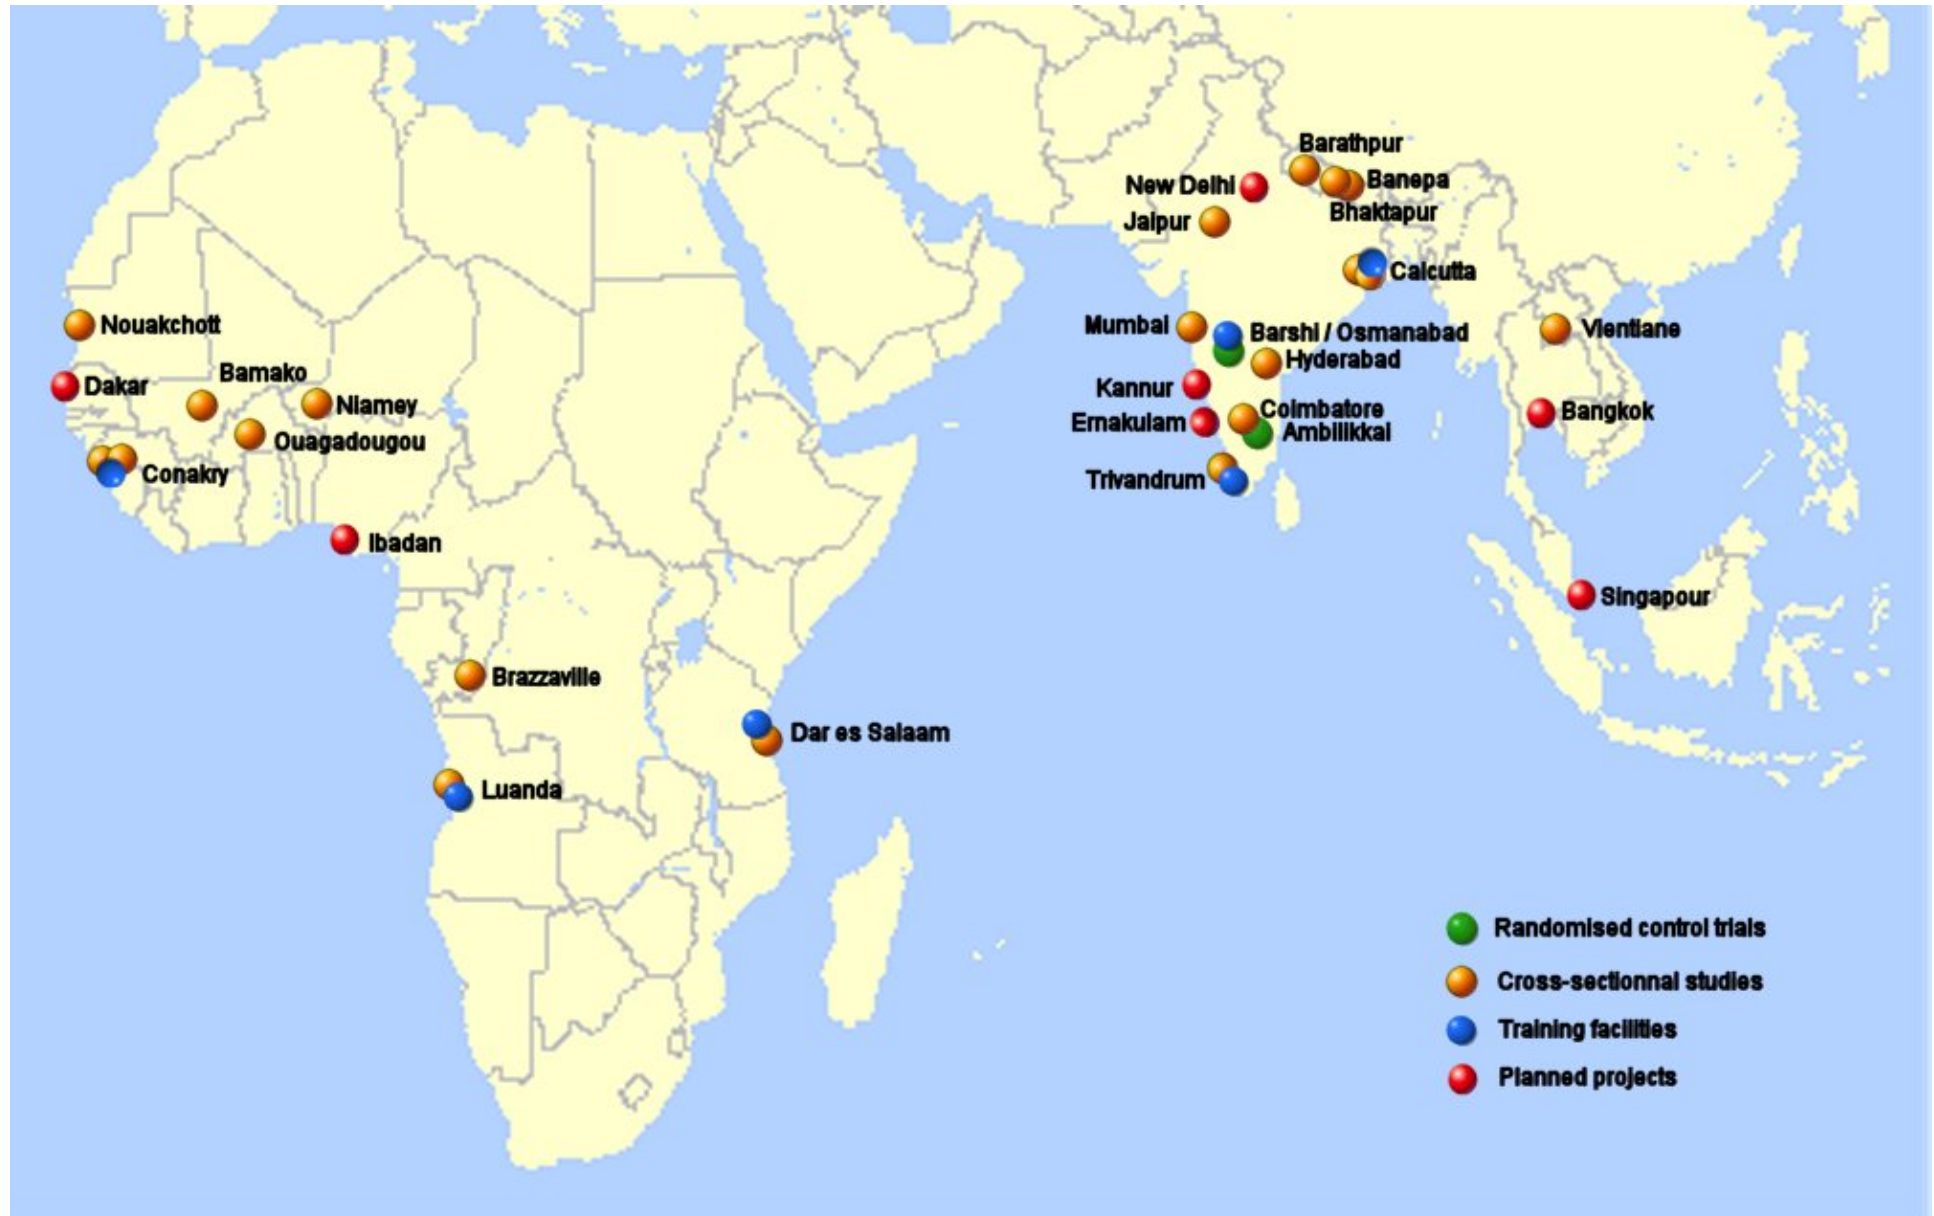 Barathpur
New Delhi
Banepa
Bhaktapur
Jaipur
Calcutta
Nouakchott
Mumbai
Barshi / Osmanabad
Vientiane
Hyderabad
Bamako
Dakar
Kannur
Niamey
Coimbatore
Bangkok
Ernakulam
Ambilikkai
Ouagadougou
Conakry
Trivandrum
Ibadan
Singapour
Brazzaville
Dar es Salaam
Luanda
Randomised control trials
Cross-sectionnal studies
Training facilities
Planned projects